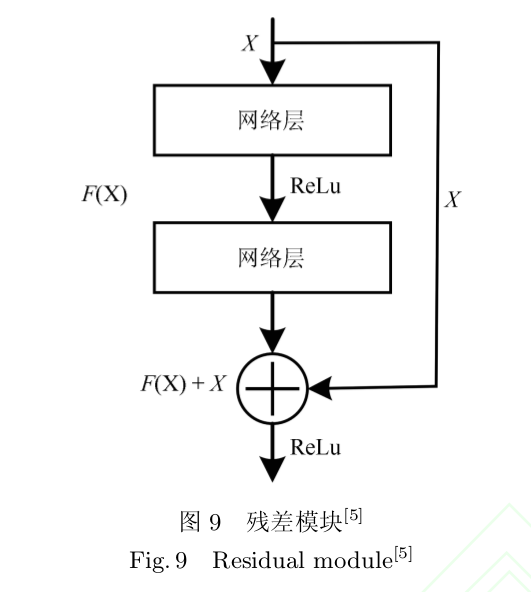 X
网络层
ReLu
F(X)
X
网络层
F(X) + X
ReLu
图 9 残差模块[5]
Fig. 9 Residual module[5]